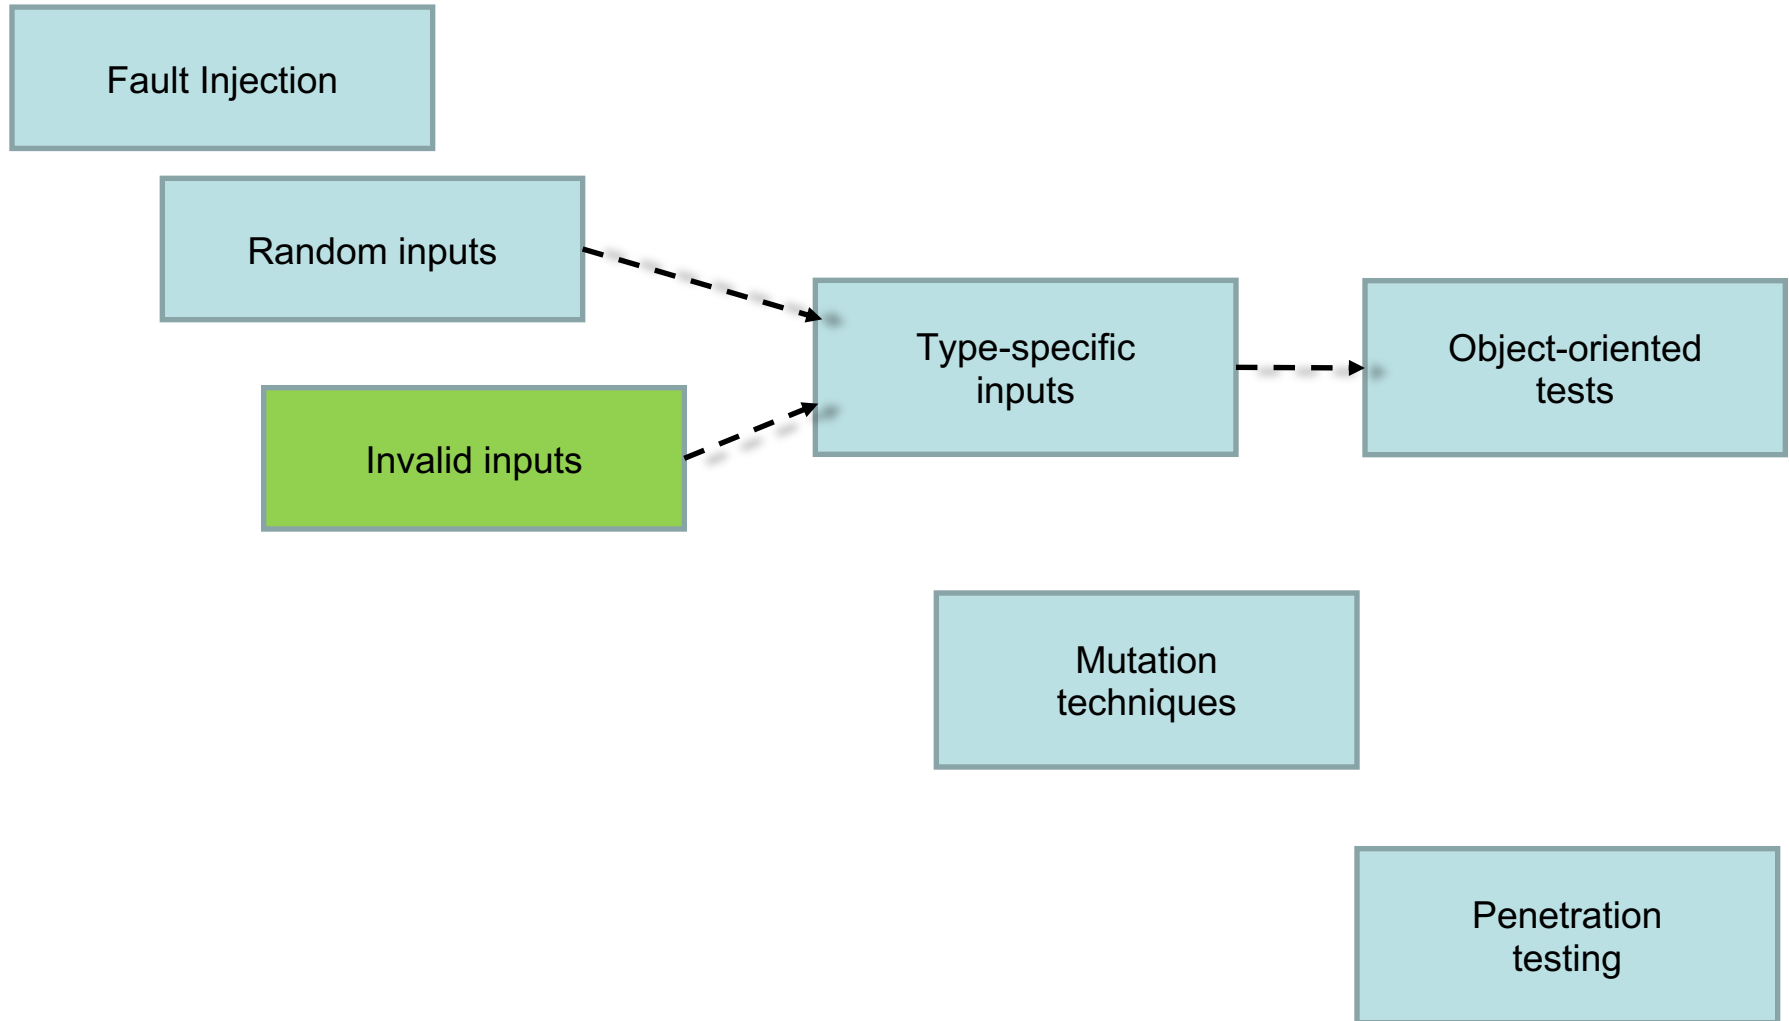 Fault Injection
Random inputs
Type-specific
inputs
Object-oriented
tests
Invalid inputs
Mutation
techniques
Penetration
testing